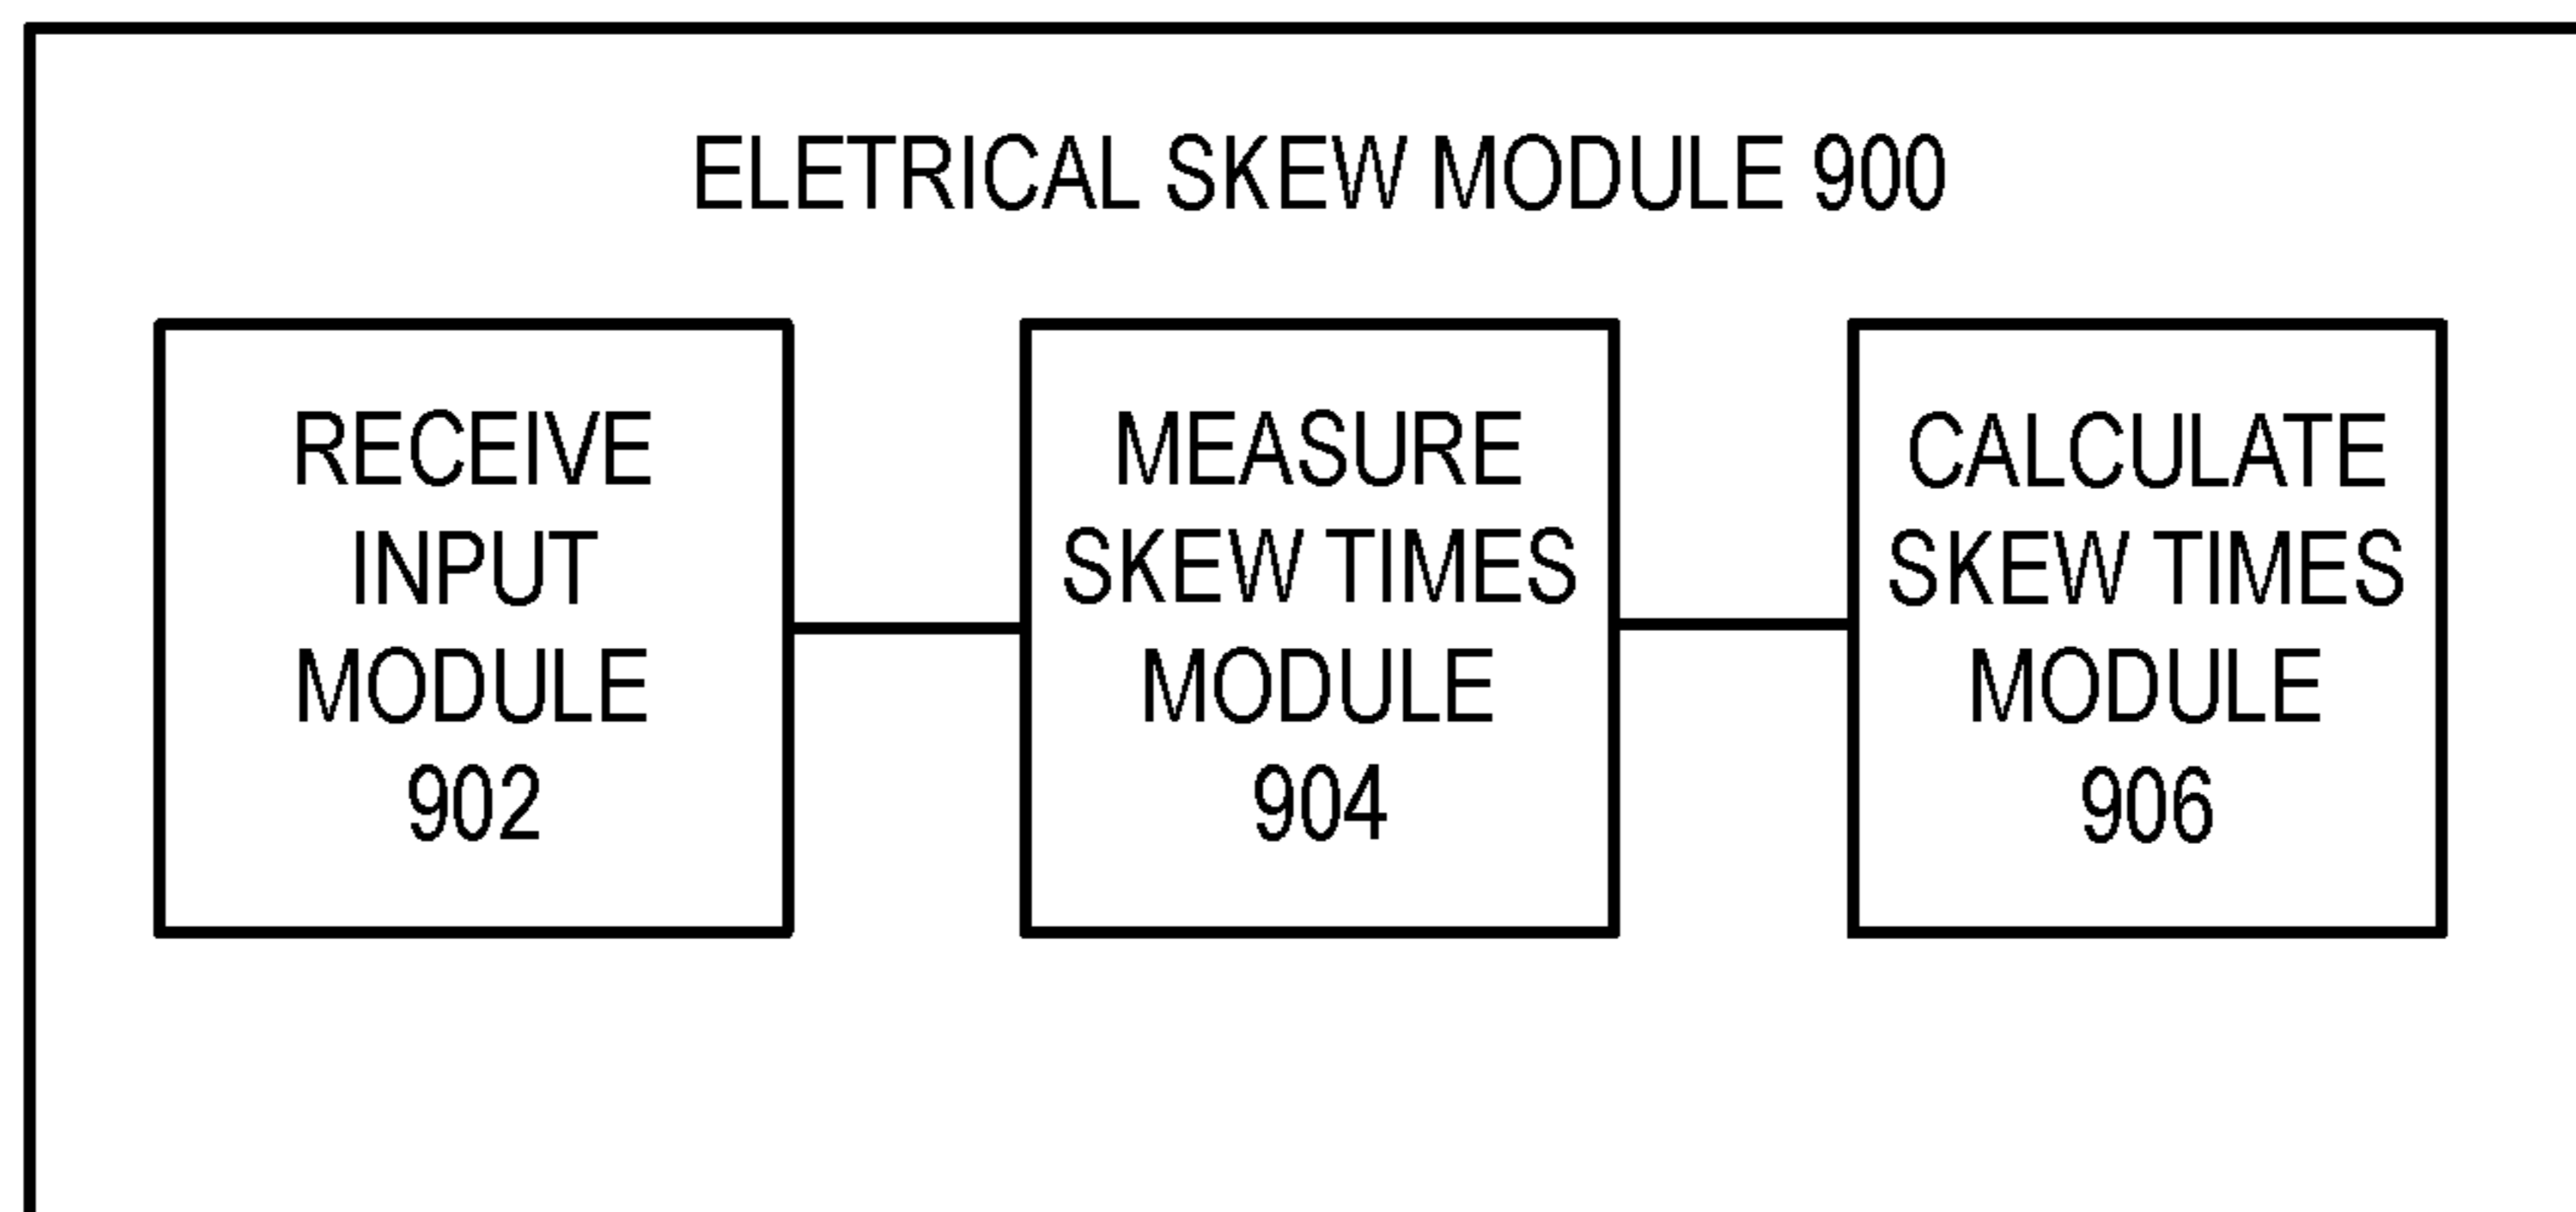 ELETRICAL SKEW MODULE 900
RECEIVE
INPUT
MODULE
902
MEASURE
SKEW TIMES
MODULE
904
CALCULATE
SKEW TIMES
MODULE
906